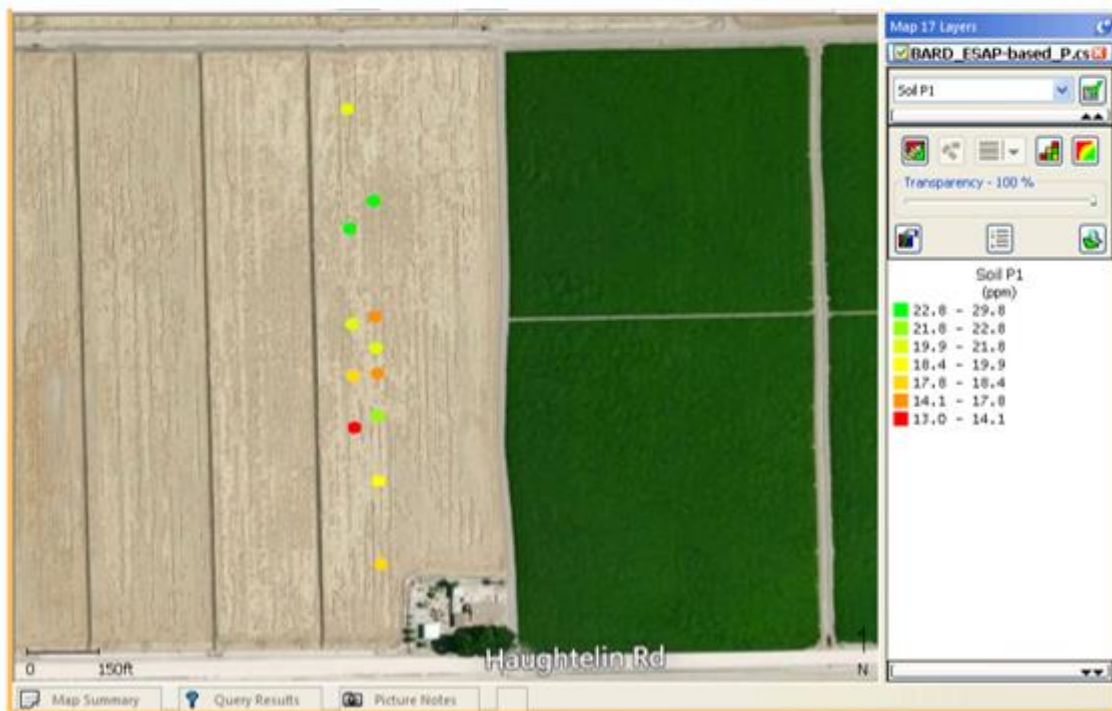 Map 17 Layers
BARD_ESAP-based_P.cs
Soil P1
Transparency - 100 %
Soil P1
(ppm)
22.8 - 29.8
21.8 - 22.8
19.9 - 21.8
18.4 - 19.9
17.8 - 18.4
14.1 - 17.8
13.0 - 14.1
Haughtelin Rd
0 150ft
N
Map Summary
Query Results
Picture Notes